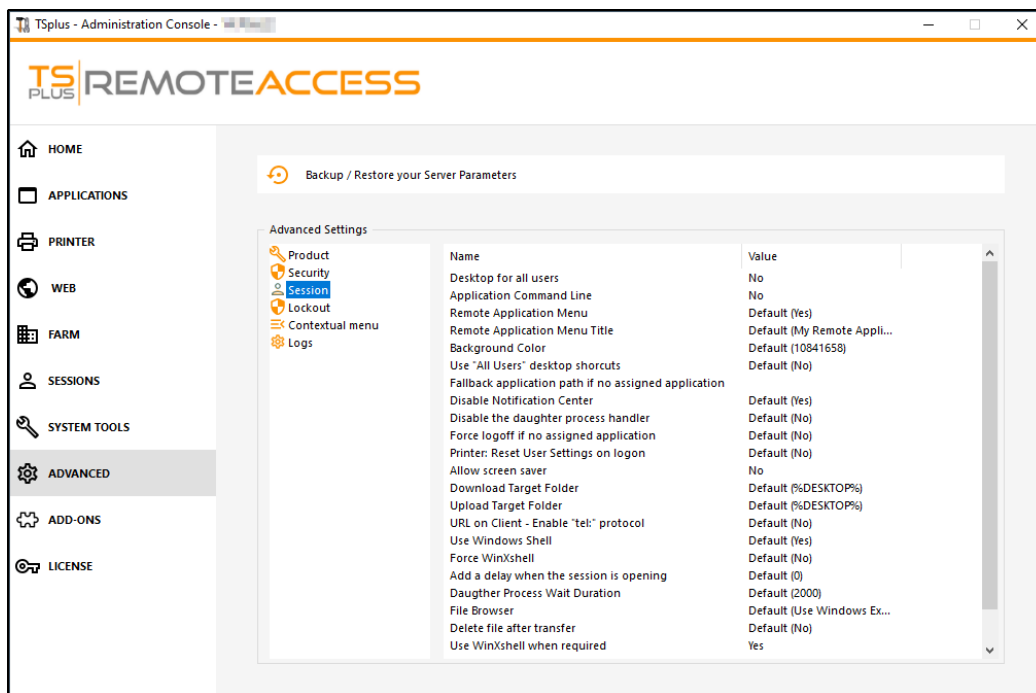 TSplus - Administration Console -
TS PLUS REMOTEACCESS
HOME
APPLICATIONS
PRINTER
WEB
FARM
SESSIONS
SYSTEM TOOLS
ADVANCED
ADD-ONS
LICENSE
Backup / Restore your Server Parameters
Advanced Settings
Product
Security
Session
Lockout
Contextual menu
Logs
Name Value
Desktop for all users No
Application Command Line No
Remote Application Menu Default (Yes)
Remote Application Menu Title Default (My Remote Appli...
Background Color Default (10841658)
Use "All Users" desktop shorcuts Default (No)
Fallback application path if no assigned application
Disable Notification Center Default (Yes)
Disable the daughter process handler Default (No)
Force logoff if no assigned application Default (No)
Printer: Reset User Settings on logon Default (No)
Allow screen saver No
Download Target Folder Default (%DESKTOP%)
Upload Target Folder Default (%DESKTOP%)
URL on Client - Enable "tel:" protocol Default (No)
Use Windows Shell Default (Yes)
Force WinXshell Default (No)
Add a delay when the session is opening Default (0)
Daugther Process Wait Duration Default (2000)
File Browser Default (Use Windows Ex...
Delete file after transfer Default (No)
Use WinXshell when required Yes